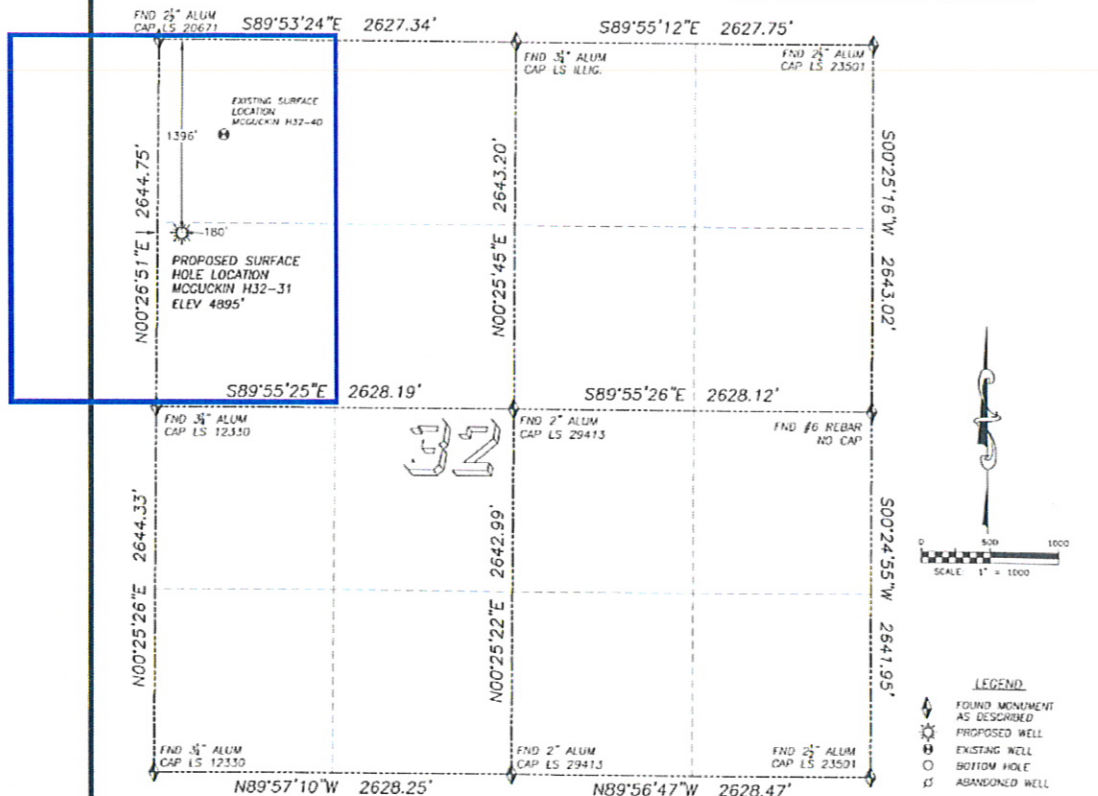 FND 2½" ALUM
CAP LS 20671
S89°53'24"E 2627.34'
S89°55'12"E 2627.75'
FND 3¼" ALUM
CAP LS ILLIG.
FND 2½" ALUM
CAP LS 23501
EXISTING SURFACE
LOCATION
MCGUCKIN H32-4D
1396'
N00°26'51"E 2644.75'
N00°25'45"E 2643.20'
S00°25'16"W 2643.02'
180'
PROPOSED SURFACE
HOLE LOCATION
MCGUCKIN H32-31
ELEV 4895'
S89°55'25"E 2628.19'
S89°55'26"E 2628.12'
FND 3¼" ALUM
CAP LS 12330
FND 2" ALUM
CAP LS 29413
FND #6 REBAR
NO CAP
32
N00°25'26"E 2644.33'
N00°25'22"E 2642.99'
S00°24'55"W 2641.95'
0 500 1000
SCALE: 1" = 1000
LEGEND
FOUND MONUMENT
AS DESCRIBED
PROPOSED WELL
EXISTING WELL
BOTTOM HOLE
ABANDONED WELL
FND 3¼" ALUM
CAP LS 12330
FND 2" ALUM
CAP LS 29413
FND 2½" ALUM
CAP LS 23501
N89°57'10"W 2628.25'
N89°56'47"W 2628.47'